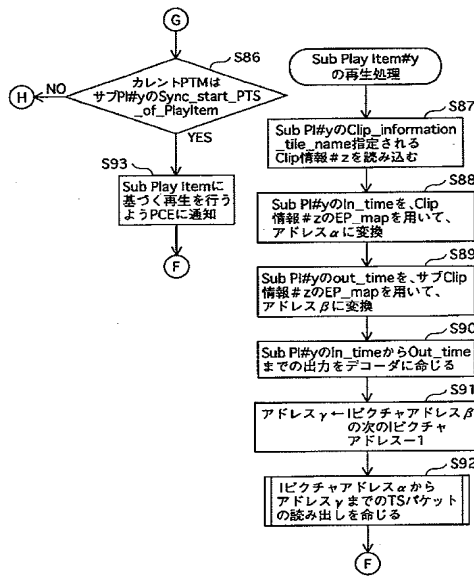 G
S86
カレントPTMは
サブPI#yのSync_start_PTS
_of_PlayItem
NO
H
YES
S93
Sub Play Itemに
基づく再生を行う
ようPCEに通知
F
Sub Play Item#y
の再生処理
S87
Sub PI#yのClip_information
_tile_name指定される
Clip情報#zを読み込む
S88
Sub PI#yのIn_timeを、Clip
情報#zのEP_mapを用いて、
アドレスαに変換
S89
Sub PI#yのout_timeを、サブClip
情報#zのEP_mapを用いて、
アドレスβに変換
S90
Sub PI#yのIn_timeからOut_time
までの出力をデコーダに命じる
S91
アドレスγ←Iピクチャアドレスβ
の次のIピクチャ
アドレス−1
S92
Iピクチャアドレスαから
アドレスγまでのTSパケット
の読み出しを命じる
F